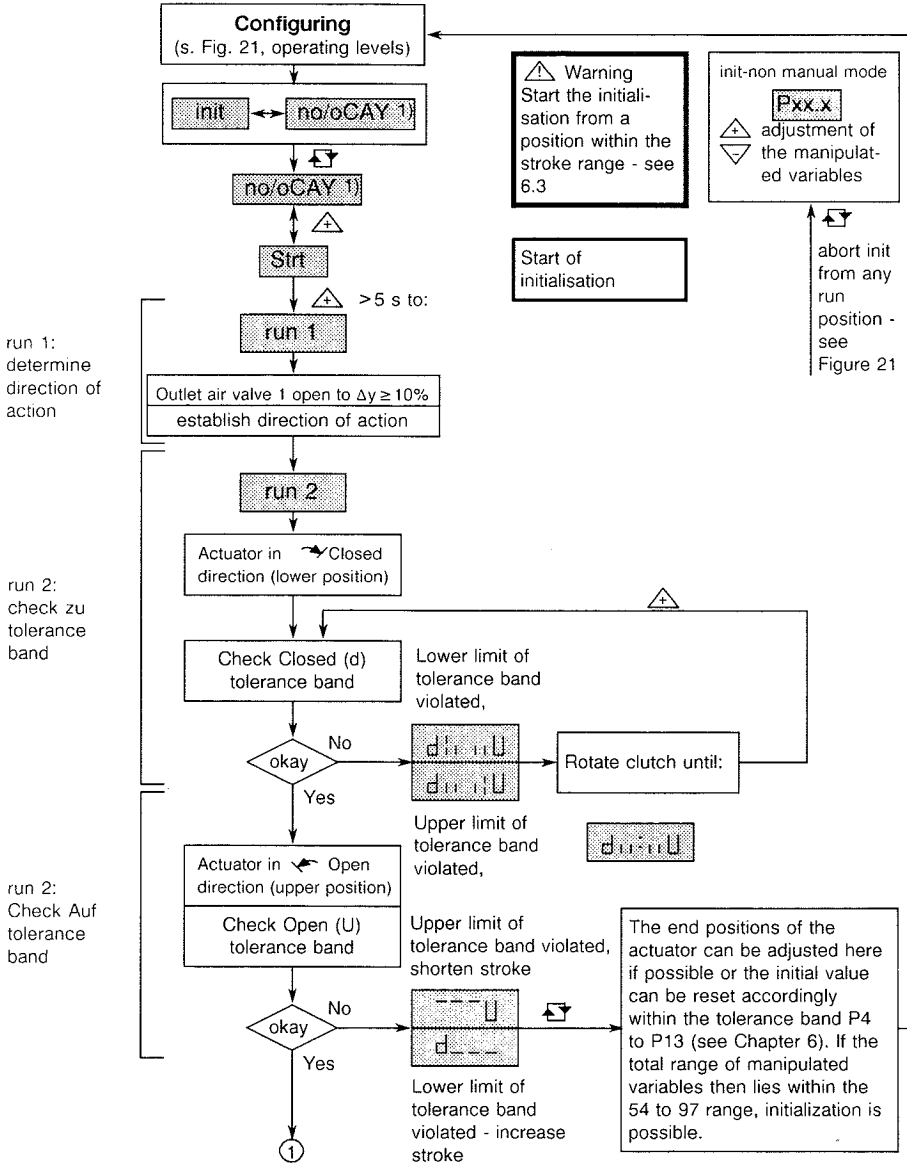 Configuring
(s. Fig. 21, operating levels)
init
no/oCAY 1)
no/oCAY 1)
+
Strt
+ >5 s to:
run 1
run 1:
determine
direction of
action
Outlet air valve 1 open to Δy ≥ 10%
establish direction of action
⚠ Warning
Start the initiali-
sation from a
position within the
stroke range - see
6.3
Start of
initialisation
init-non manual mode
Pxx.x
+ adjustment of
− the manipulat-
ed variables
abort init
from any
run
position -
see
Figure 21
run 2
run 2:
check zu
tolerance
band
Actuator in Closed
direction (lower position)
Check Closed (d)
tolerance band
okay
No
Yes
Lower limit of
tolerance band
violated,
Upper limit of
tolerance band
violated,
Rotate clutch until:
+
run 2:
Check Auf
tolerance
band
Actuator in Open
direction (upper position)
Check Open (U)
tolerance band
okay
No
Yes
Upper limit of
tolerance band violated,
shorten stroke
‾‾‾U
d___
Lower limit of
tolerance band
violated - increase
stroke
The end positions of the
actuator can be adjusted here
if possible or the initial value
can be reset accordingly
within the tolerance band P4
to P13 (see Chapter 6). If the
total range of manipulated
variables then lies within the
54 to 97 range, initialization is
possible.
1